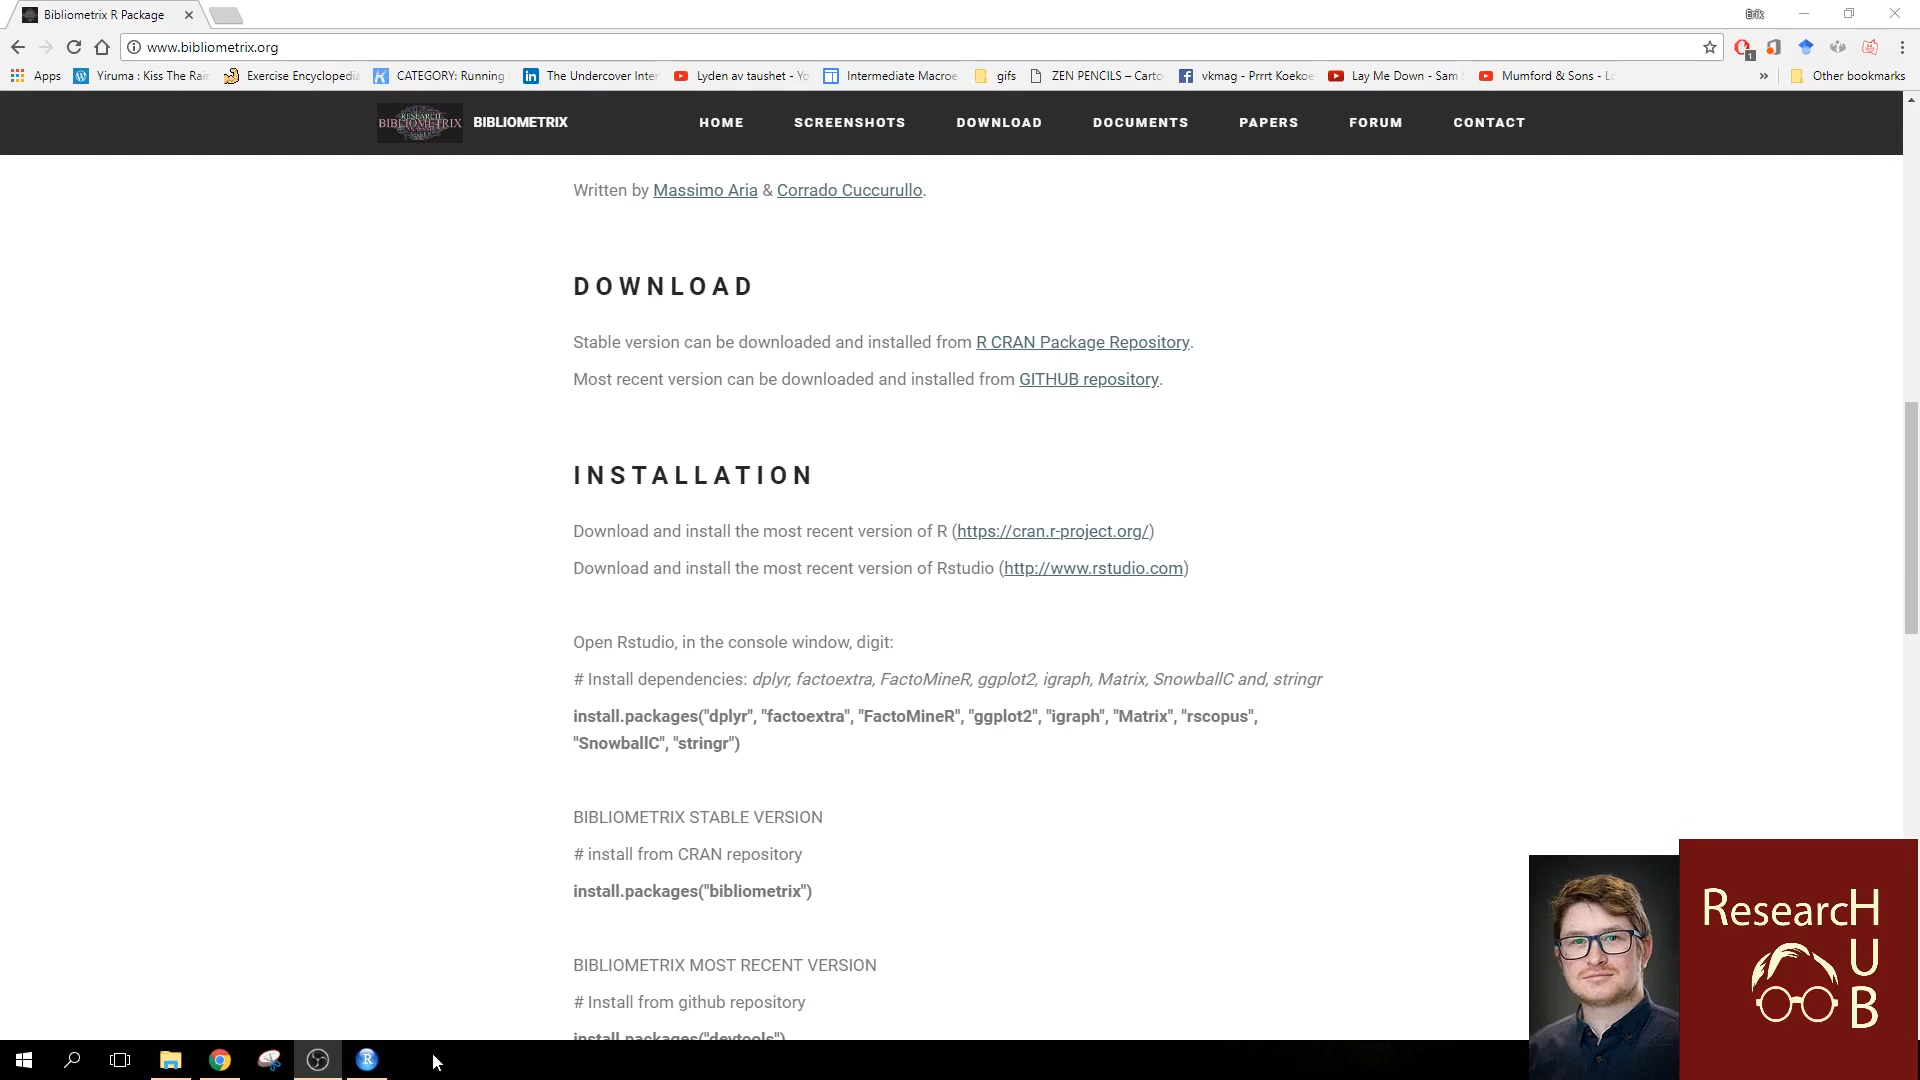 Bibliometrix R Package
Erik
www.bibliometrix.org
Apps
Yiruma : Kiss The Rain
Exercise Encyclopedia
CATEGORY: Running
The Undercover Inter
Lyden av taushet - Yo
Intermediate Macroe
gifs
ZEN PENCILS – Carto
vkmag - Prrrt Koekoe
Lay Me Down - Sam S
Mumford & Sons - Lo
Other bookmarks
BIBLIOMETRIX
HOME
SCREENSHOTS
DOWNLOAD
DOCUMENTS
PAPERS
FORUM
CONTACT
Written by Massimo Aria & Corrado Cuccurullo.
DOWNLOAD
Stable version can be downloaded and installed from R CRAN Package Repository.
Most recent version can be downloaded and installed from GITHUB repository.
INSTALLATION
Download and install the most recent version of R (https://cran.r-project.org/)
Download and install the most recent version of Rstudio (http://www.rstudio.com)
Open Rstudio, in the console window, digit:
# Install dependencies: dplyr, factoextra, FactoMineR, ggplot2, igraph, Matrix, SnowballC and, stringr
install.packages("dplyr", "factoextra", "FactoMineR", "ggplot2", "igraph", "Matrix", "rscopus",
"SnowballC", "stringr")
BIBLIOMETRIX STABLE VERSION
# install from CRAN repository
install.packages("bibliometrix")
BIBLIOMETRIX MOST RECENT VERSION
# Install from github repository
install.packages("devtools")
ResearcH
U
B